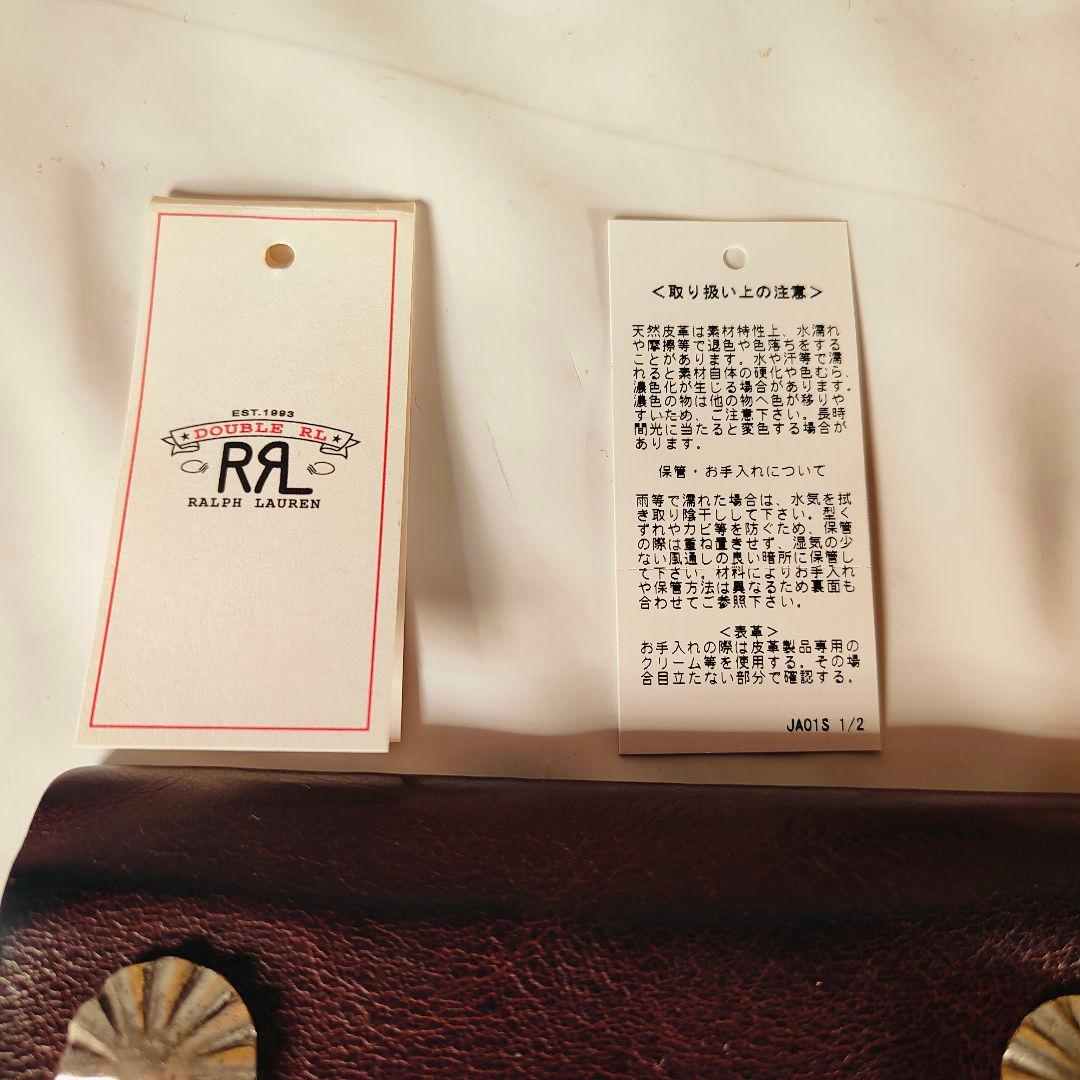 EST.1993
DOUBLE RL
RRL
RALPH LAUREN
<取り扱い上の注意>
天然皮革は素材特性上、水濡れ
や摩擦等で退色や色落ちをする
ことがあります。水や汗等で濡
れると素材自体の硬化や色むら、
濃色化が生じる場合があります。
濃色の物は他の物へ色が移りや
すいため、ご注意下さい。長時
間光に当たると変色する場合が
あります。
保管・お手入れについて
雨等で濡れた場合は、水気を拭
き取り陰干しして下さい。型く
ずれやカビ等を防ぐため、保管
の際は重ね置きせず、湿気の少
ない風通しの良い暗所に保管し
て下さい。材料によりお手入れ
や保管方法は異なるため裏面も
合わせてご参照下さい。
<表革>
お手入れの際は皮革製品専用の
クリーム等を使用する。その場
合目立たない部分で確認する。
JA01S 1/2